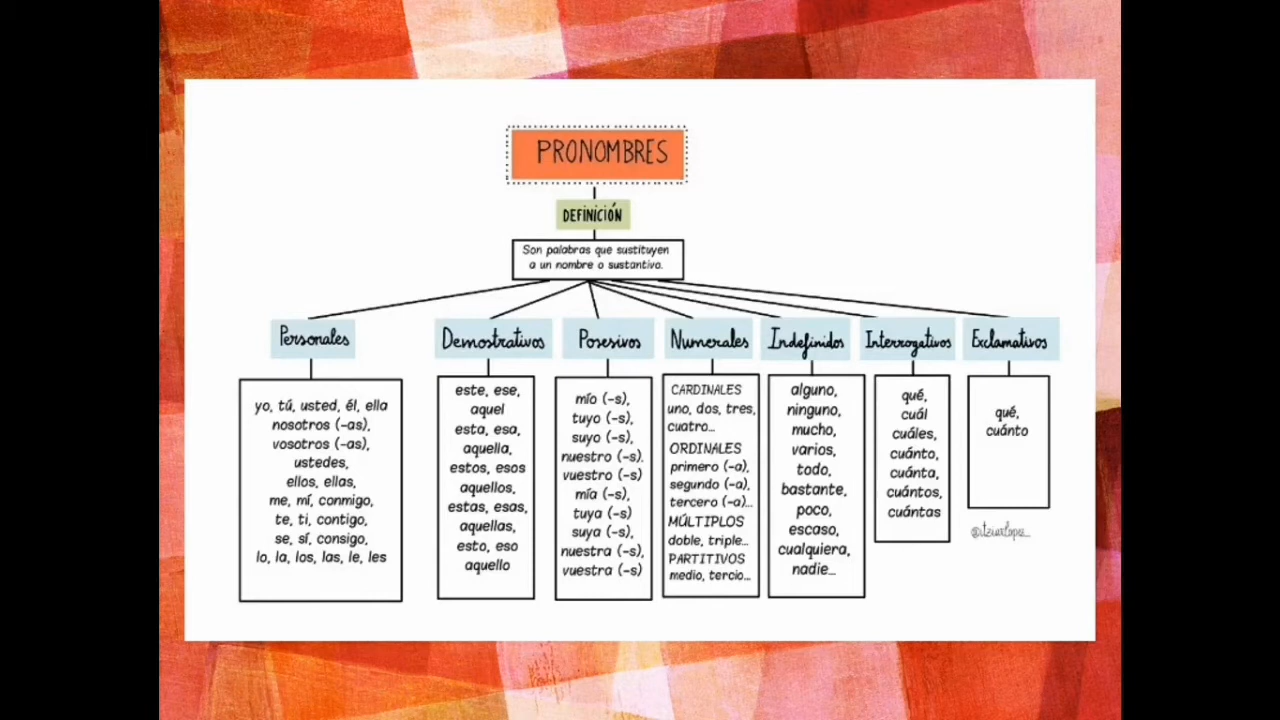 PRONOMBRES
DEFINICIÓN
Son palabras que sustituyen
a un nombre o sustantivo.
Personales
yo, tú, usted, él, ella
nosotros (-as),
vosotros (-as),
ustedes,
ellos, ellas,
me, mí, conmigo,
te, ti, contigo,
se, sí, consigo,
lo, la, los, las, le, les
Demostrativos
este, ese,
aquel
esta, esa,
aquella,
estos, esos
aquellos,
estas, esas,
aquellas,
esto, eso
aquello
Posesivos
mío (-s),
tuyo (-s),
suyo (-s),
nuestro (-s).
vuestro (-s)
mía (-s),
tuya (-s)
suya (-s),
nuestra (-s),
vuestra (-s)
Numerales
CARDINALES
uno, dos, tres,
cuatro...
ORDINALES
primero (-a),
segundo (-a),
tercero (-a)...
MÚLTIPLOS
doble, triple...
PARTITIVOS
medio, tercio...
Indefinidos
alguno,
ninguno,
mucho,
varios,
todo,
bastante,
poco,
escaso,
cualquiera,
nadie...
Interrogativos
qué,
cuál
cuáles,
cuánto,
cuánta,
cuántos,
cuántas
Exclamativos
qué,
cuánto
@itziarlopez_